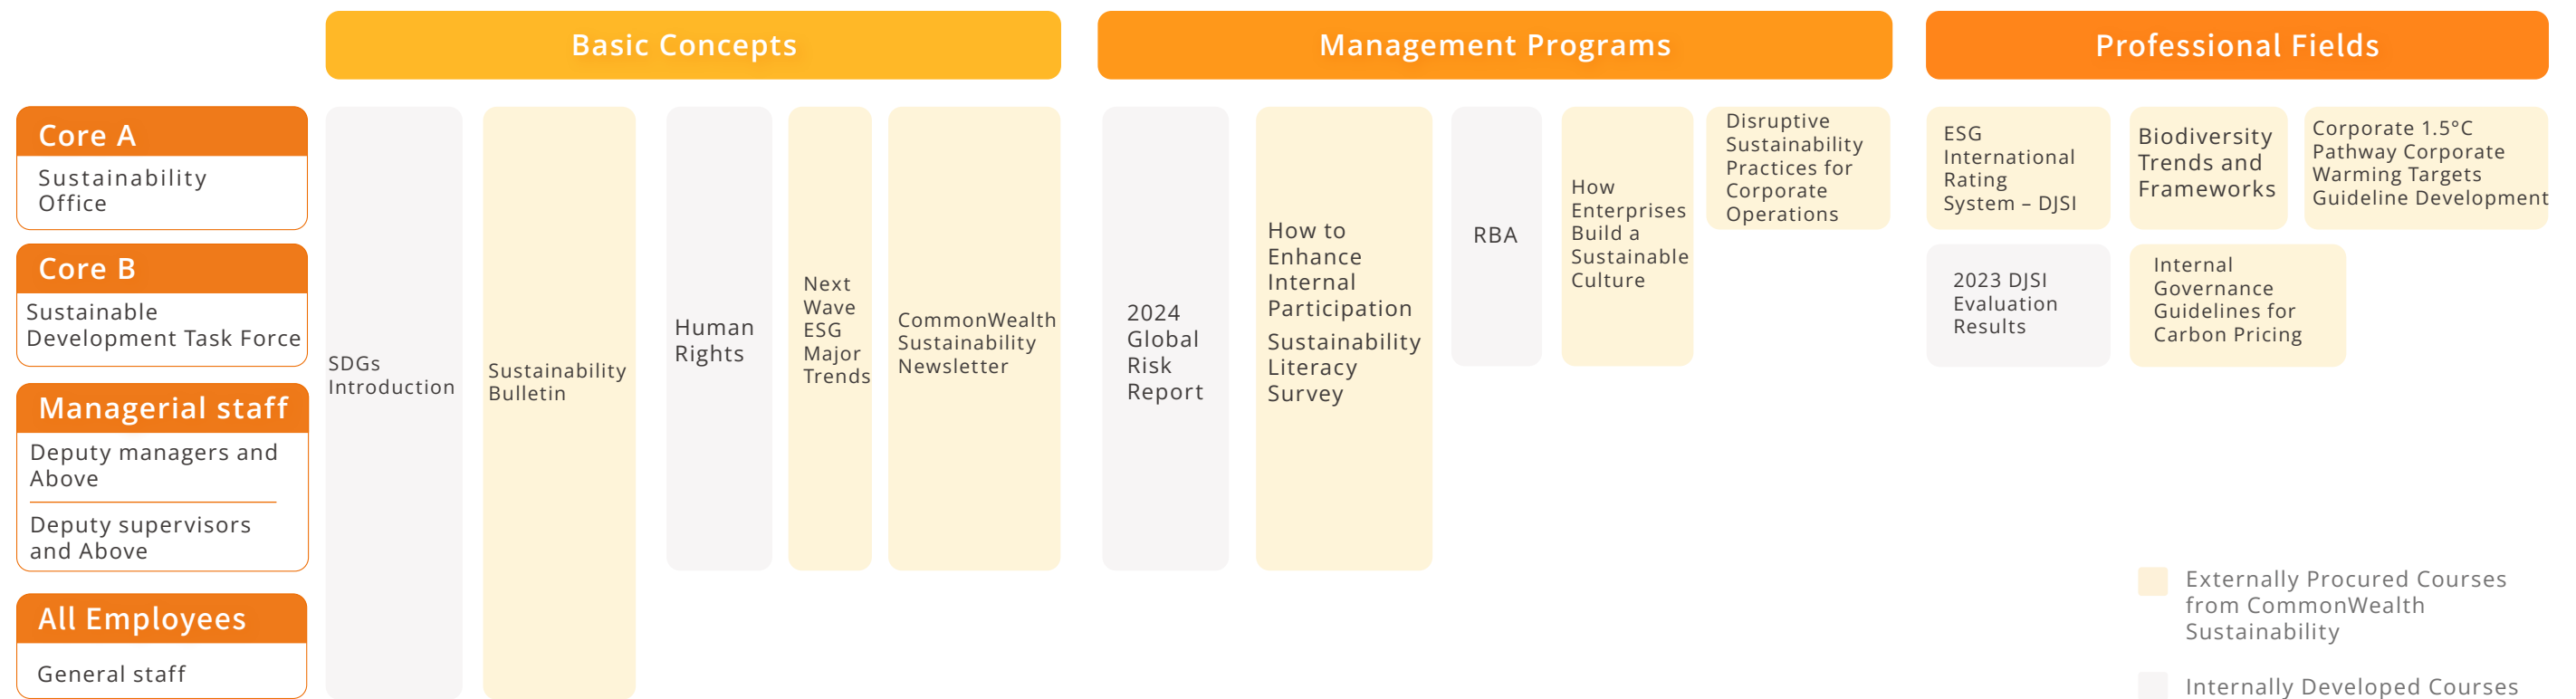 Basic Concepts
Management Programs
Professional Fields
Core A
Sustainability
Office
Core B
Sustainable
Development Task Force
Managerial staff
Deputy managers and
Above
Deputy supervisors
and Above
All Employees
General staff
SDGs
Introduction
Sustainability
Bulletin
Human
Rights
Next
Wave
ESG
Major
Trends
CommonWealth
Sustainability
Newsletter
2024
Global
Risk
Report
How to
Enhance
Internal
Participation
Sustainability
Literacy
Survey
RBA
How
Enterprises
Build a
Sustainable
Culture
Disruptive
Sustainability
Practices for
Corporate
Operations
ESG
International
Rating
System – DJSI
Biodiversity
Trends and
Frameworks
Corporate 1.5°C
Pathway Corporate
Warming Targets
Guideline Development
2023 DJSI
Evaluation
Results
Internal
Governance
Guidelines for
Carbon Pricing
Externally Procured Courses
from CommonWealth
Sustainability
Internally Developed Courses